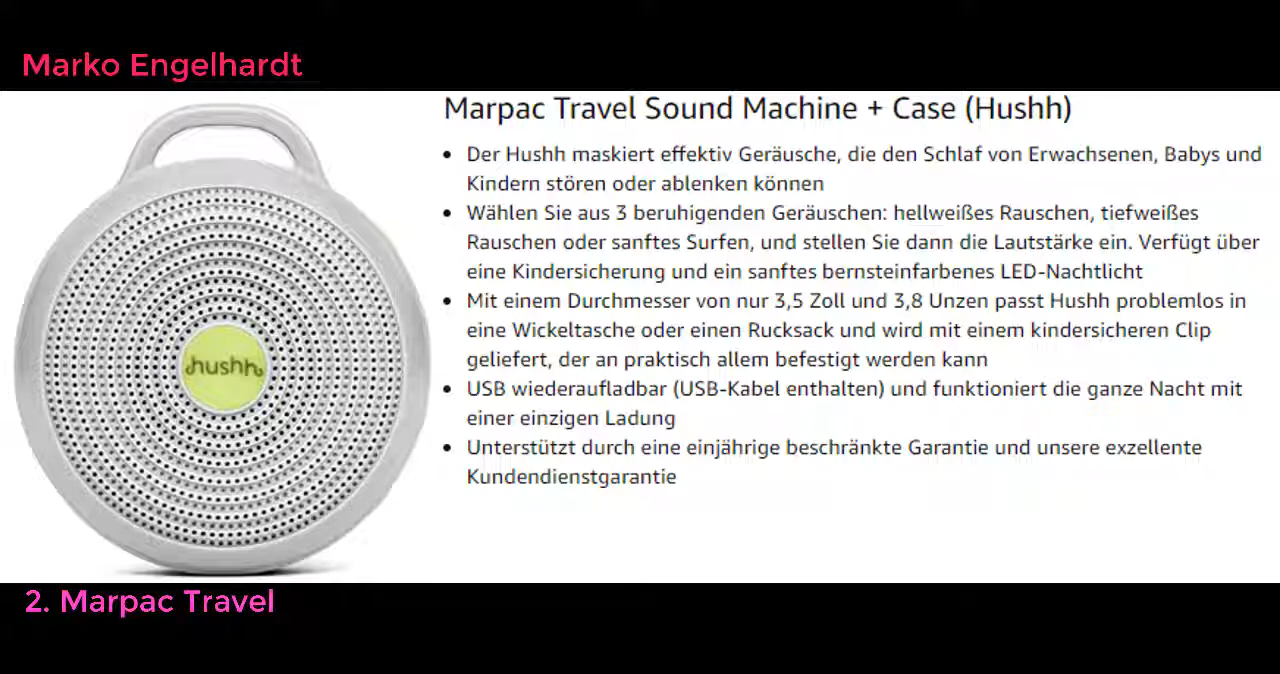 Marko Engelhardt
Marpac Travel Sound Machine + Case (Hushh)
• Der Hushh maskiert effektiv Geräusche, die den Schlaf von Erwachsenen, Babys und
Kindern stören oder ablenken können
• Wählen Sie aus 3 beruhigenden Geräuschen: hellweißes Rauschen, tiefweißes
Rauschen oder sanftes Surfen, und stellen Sie dann die Lautstärke ein. Verfügt über
eine Kindersicherung und ein sanftes bernsteinfarbenes LED-Nachtlicht
• Mit einem Durchmesser von nur 3,5 Zoll und 3,8 Unzen passt Hushh problemlos in
eine Wickeltasche oder einen Rucksack und wird mit einem kindersicheren Clip
geliefert, der an praktisch allem befestigt werden kann
• USB wiederaufladbar (USB-Kabel enthalten) und funktioniert die ganze Nacht mit
einer einzigen Ladung
• Unterstützt durch eine einjährige beschränkte Garantie und unsere exzellente
Kundendienstgarantie
hushh
2. Marpac Travel